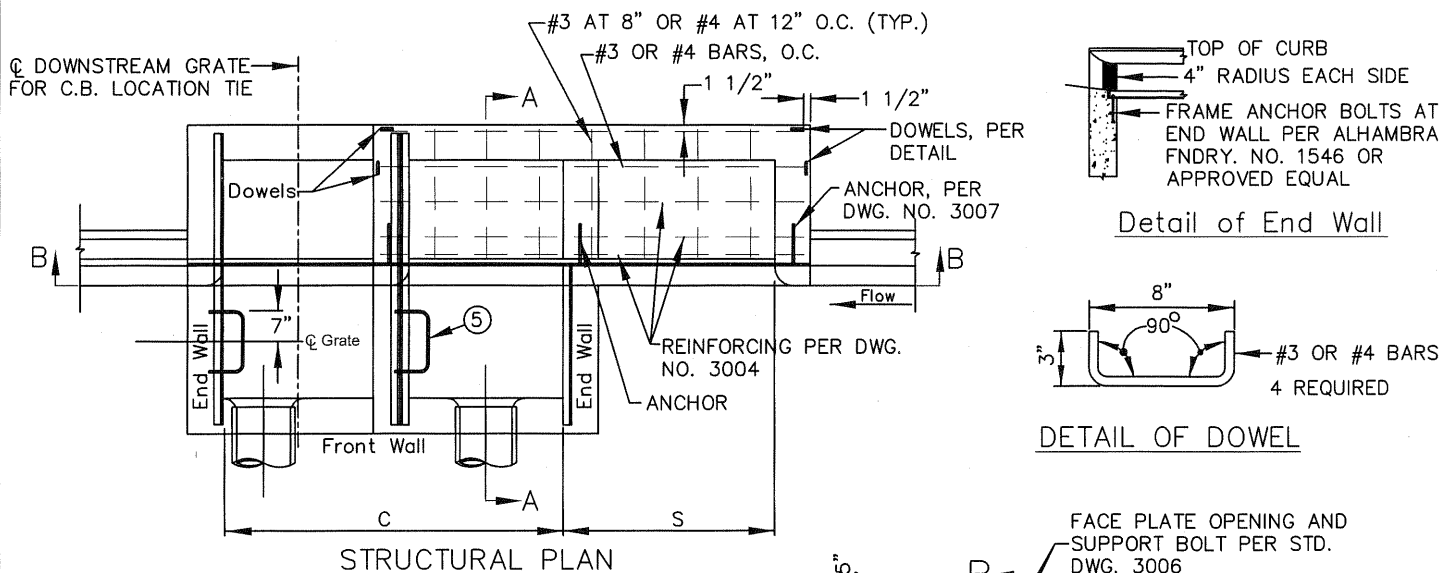 #3 AT 8" OR #4 AT 12" O.C. (TYP.)
#3 OR #4 BARS, O.C.
℄ DOWNSTREAM GRATE
FOR C.B. LOCATION TIE
A
1 1/2"
1 1/2"
DOWELS, PER
DETAIL
Dowels
ANCHOR, PER
DWG. NO. 3007
B
B
Flow
7"
℄ Grate
5
End Wall
End Wall
REINFORCING PER DWG.
NO. 3004
ANCHOR
Front Wall
A
C
S
STRUCTURAL PLAN
TOP OF CURB
4" RADIUS EACH SIDE
FRAME ANCHOR BOLTS AT
END WALL PER ALHAMBRA
FNDRY. NO. 1546 OR
APPROVED EQUAL
Detail of End Wall
8"
90°
3"
#3 OR #4 BARS
4 REQUIRED
DETAIL OF DOWEL
FACE PLATE OPENING AND
SUPPORT BOLT PER STD.
DWG. 3006